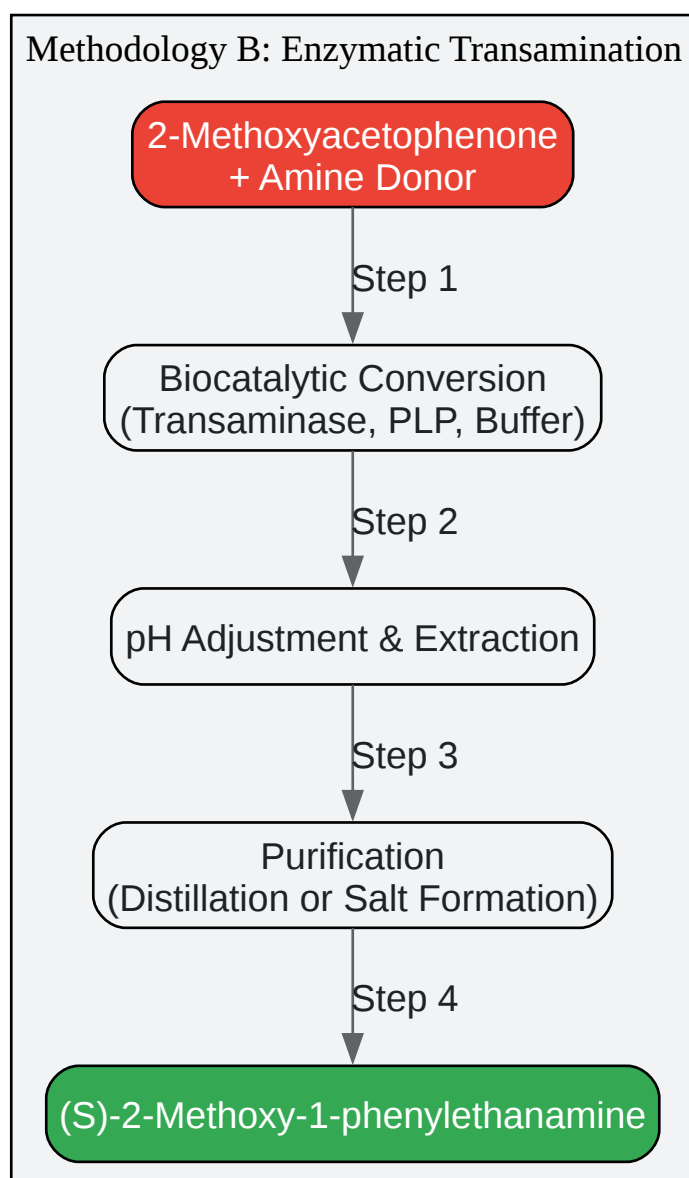 Methodology B: Enzymatic Transamination
2-Methoxyacetophenone
+ Amine Donor
Step 1
Biocatalytic Conversion
(Transaminase, PLP, Buffer)
Step 2
pH Adjustment & Extraction
Step 3
Purification
(Distillation or Salt Formation)
Step 4
(S)-2-Methoxy-1-phenylethanamine